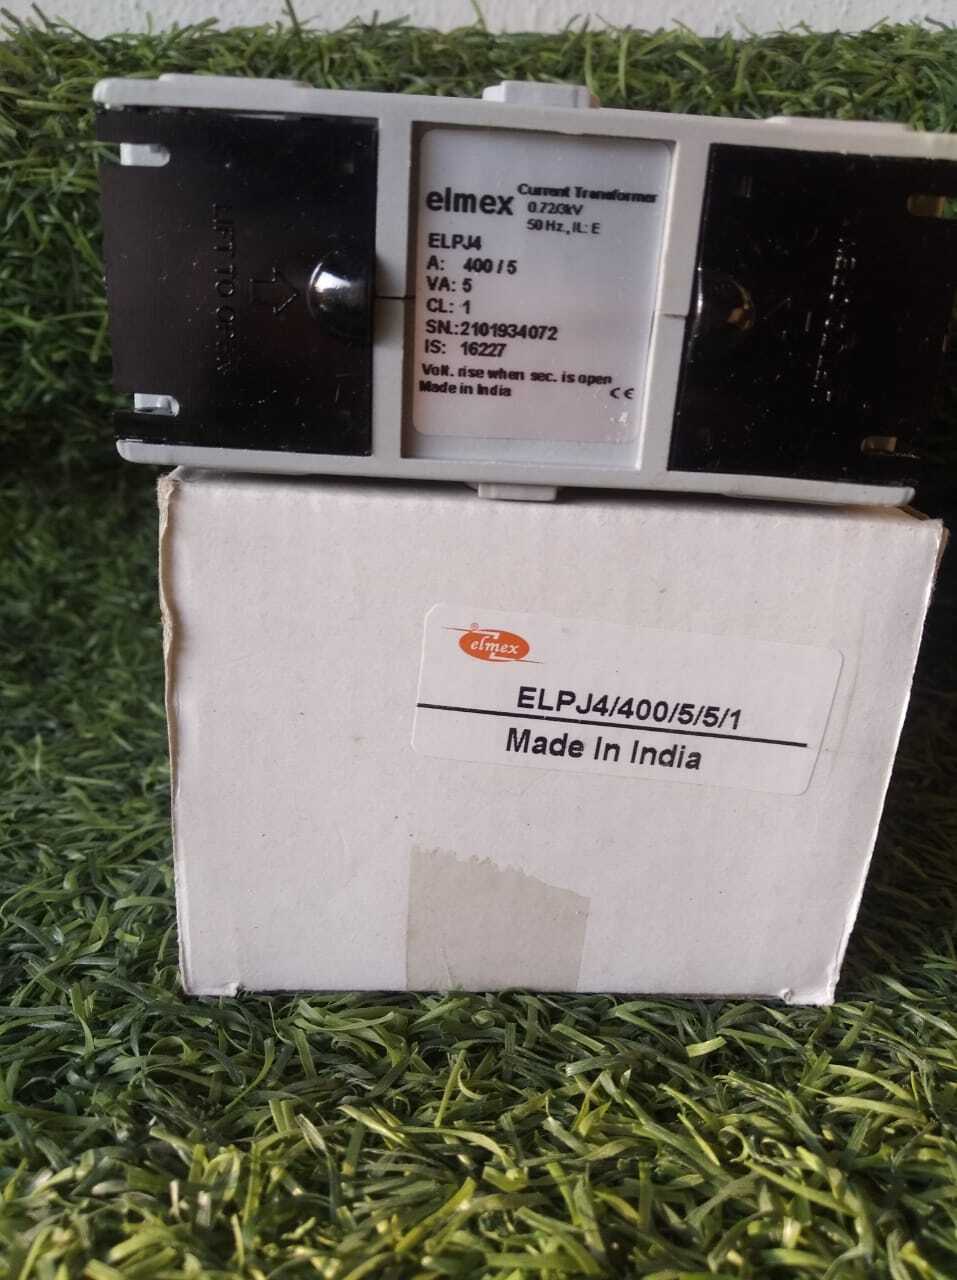 LIFT TO OPEN
elmex Current Transformer
0.72/3kV
50 Hz., IL: E
ELPJ4
A: 400 / 5
VA: 5
CL: 1
SN.:2101934072
IS: 16227
Volt. rise when sec. is open
Made in India CE
® elmex
ELPJ4/400/5/5/1
Made In India